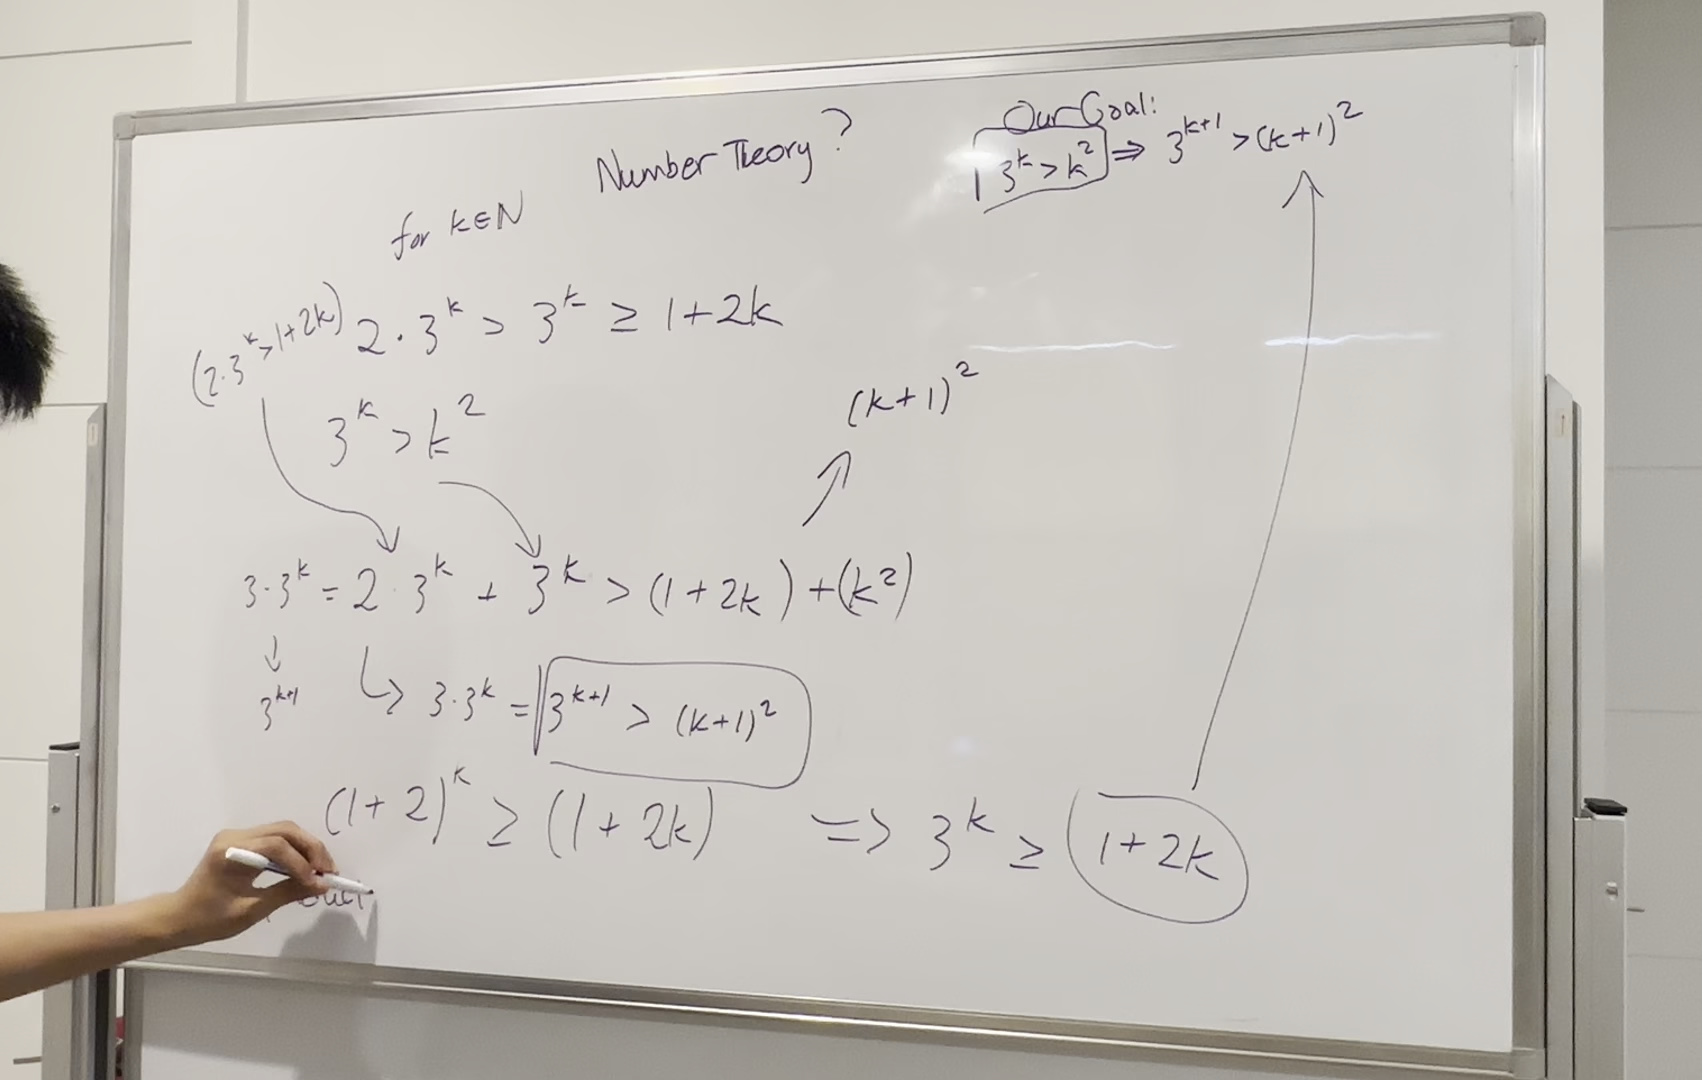 Number Theory?
Our Goal:
3^k > k^2 ⇒ 3^{k+1} > (k+1)^2
for k∈N
(2·3^k > 1+2k) 2·3^k > 3^k ≥ 1+2k
3^k > k^2
(k+1)^2
3·3^k = 2·3^k + 3^k > (1+2k) + (k^2)
3^{k+1}
3·3^k = 3^{k+1} > (k+1)^2
(1+2)^k ≥ (1+2k) => 3^k ≥ 1+2k